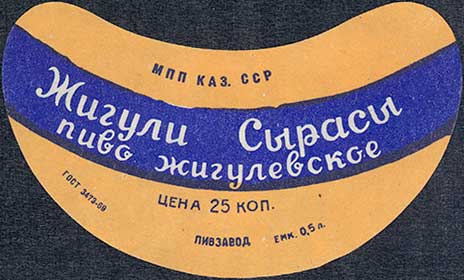 МПП КАЗ. ССР
Жигули Сырасы
пиво жигулевское
ГОСТ 3473-69
ЦЕНА 25 КОП.
ПИВЗАВОД ЕМК. 0,5 л.